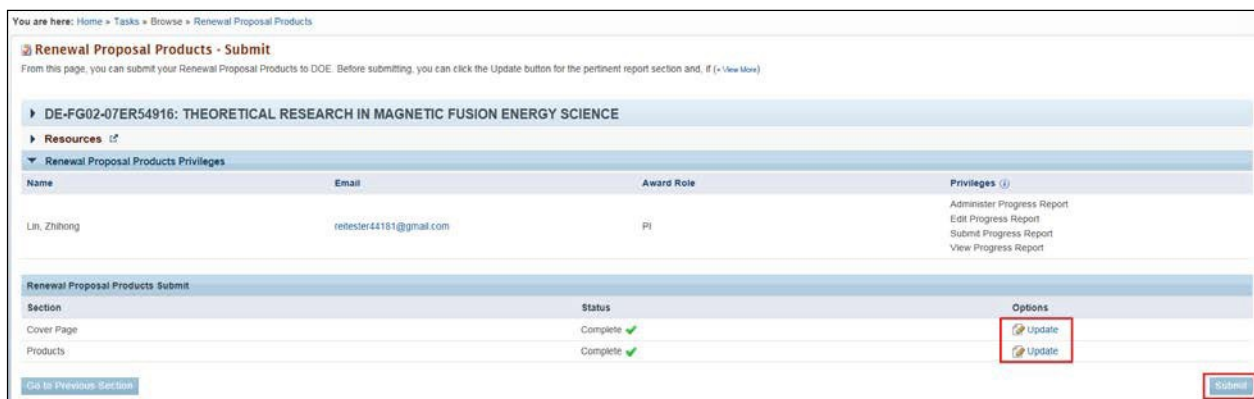 You are here: Home » Tasks » Browse » Renewal Proposal Products
Renewal Proposal Products - Submit
From this page, you can submit your Renewal Proposal Products to DOE. Before submitting, you can click the Update button for the pertinent report section and, if (+ View More)
DE-FG02-07ER54916: THEORETICAL RESEARCH IN MAGNETIC FUSION ENERGY SCIENCE
Resources
Renewal Proposal Products Privileges
Name Email Award Role Privileges (i)
Administer Progress Report
Edit Progress Report
Lin, Zhihong reitester44181@gmail.com PI
Submit Progress Report
View Progress Report
Renewal Proposal Products Submit
Section Status Options
Cover Page Complete Update
Products Complete Update
Go to Previous Section Submit